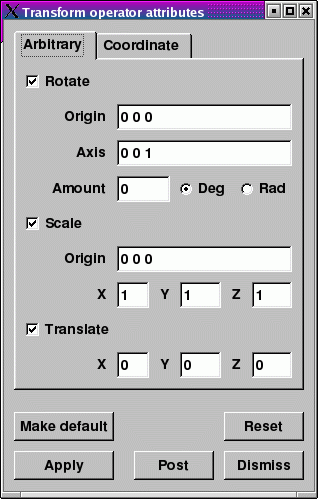 Transform operator attributes
Arbitrary Coordinate
Rotate
Origin 0 0 0
Axis 0 0 1
Amount 0 Deg Rad
Scale
Origin 0 0 0
X 1 Y 1 Z 1
Translate
X 0 Y 0 Z 0
Make default Reset
Apply Post Dismiss